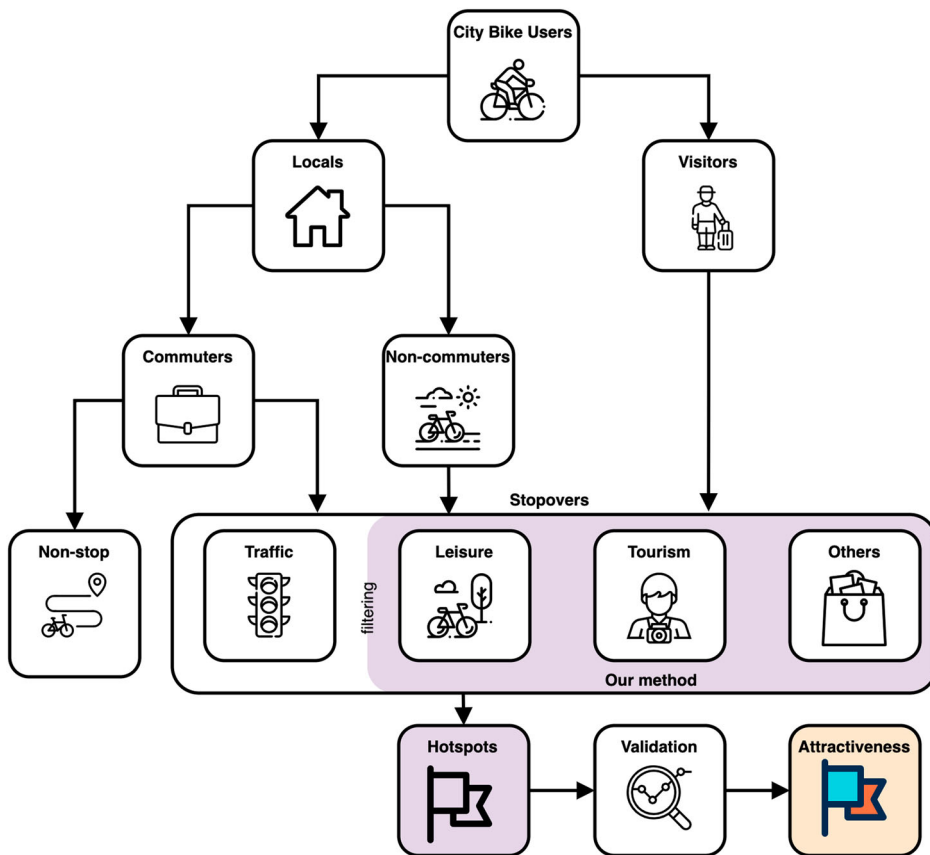 City Bike Users
Locals
Visitors
Commuters
Non-commuters
Stopovers
Non-stop
Traffic
filtering
Leisure
Tourism
Others
Our method
Hotspots
Validation
Attractiveness